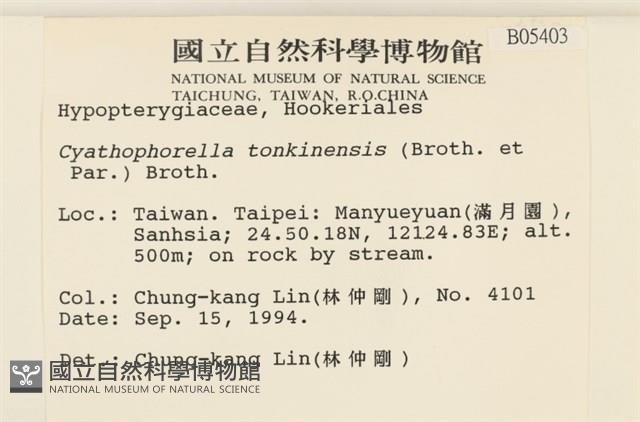 B05403
國立自然科學博物館
NATIONAL MUSEUM OF NATURAL SCIENCE
TAICHUNG, TAIWAN, R.O.CHINA
Hypopterygiaceae, Hookeriales
Cyathophorella tonkinensis (Broth. et
Par.) Broth.
Loc.: Taiwan. Taipei: Manyueyuan(滿月園),
Sanhsia; 24.50.18N, 12124.83E; alt.
500m; on rock by stream.
Col.: Chung-kang Lin(林仲剛), No. 4101
Date: Sep. 15, 1994.
Det.: Chung-kang Lin(林仲剛)
國立自然科學博物館
NATIONAL MUSEUM OF NATURAL SCIENCE